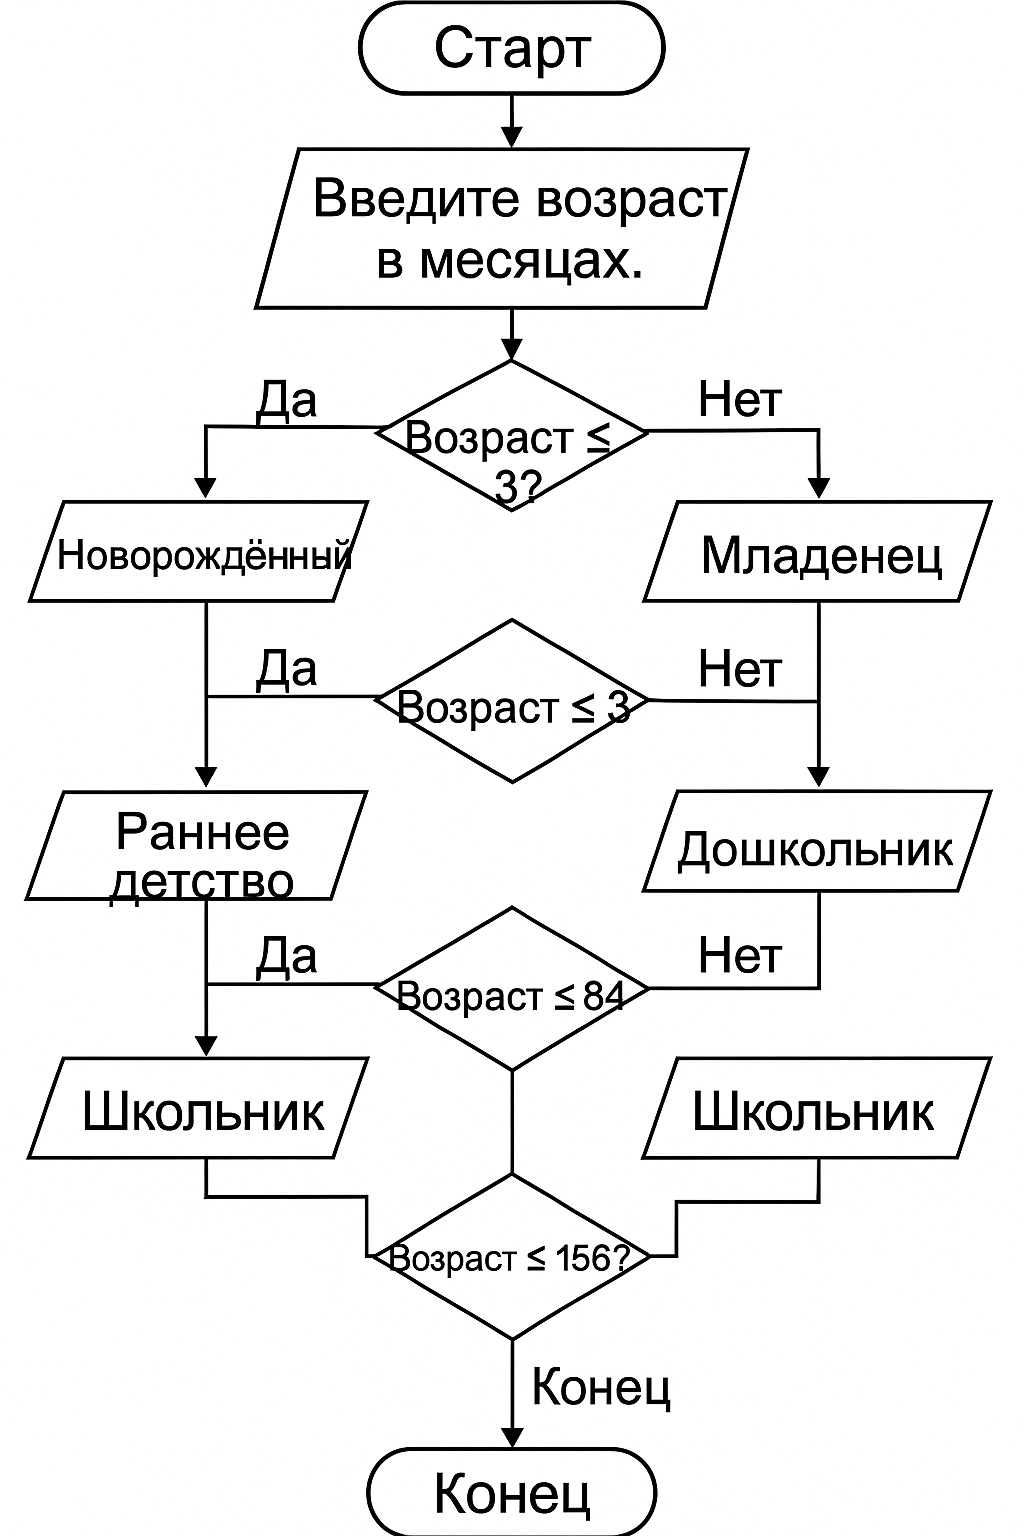 Старт
Введите возраст
в месяцах.
Да
Нет
Возраст ≤
3?
Новорождённый
Младенец
Да
Нет
Возраст ≤ 3
Раннее
детство
Дошкольник
Да
Нет
Возраст ≤ 84
Школьник
Школьник
Возраст ≤ 156?
Конец
Конец